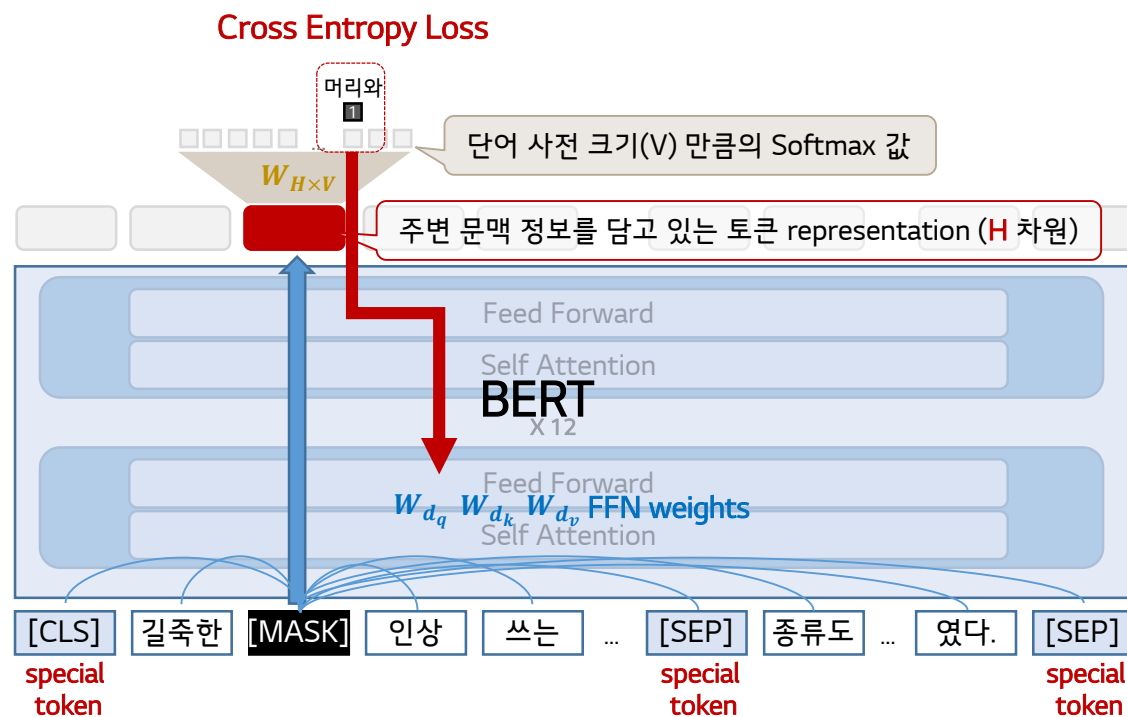 Cross Entropy Loss
머리와
1
...
단어 사전 크기(V) 만큼의 Softmax 값
W_{H×V}
주변 문맥 정보를 담고 있는 토큰 representation (H 차원)
Feed Forward
Self Attention
BERT
X 12
Feed Forward
W_{d_q} W_{d_k} W_{d_v} FFN weights
Self Attention
[CLS] 길죽한 [MASK] 인상 쓰는 ... [SEP] 종류도 ... 였다. [SEP]
special token
special token
special token